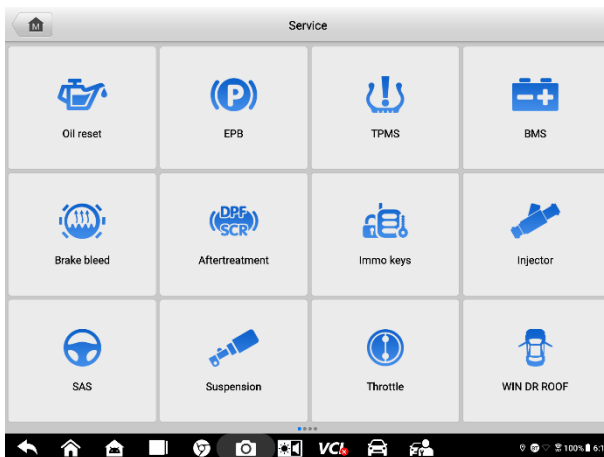 M
Service
Oil reset
EPB
TPMS
BMS
Brake bleed
Aftertreatment
Immo keys
Injector
SAS
Suspension
Throttle
WIN DR ROOF
P
DPF
SCR
M
VCI
100%